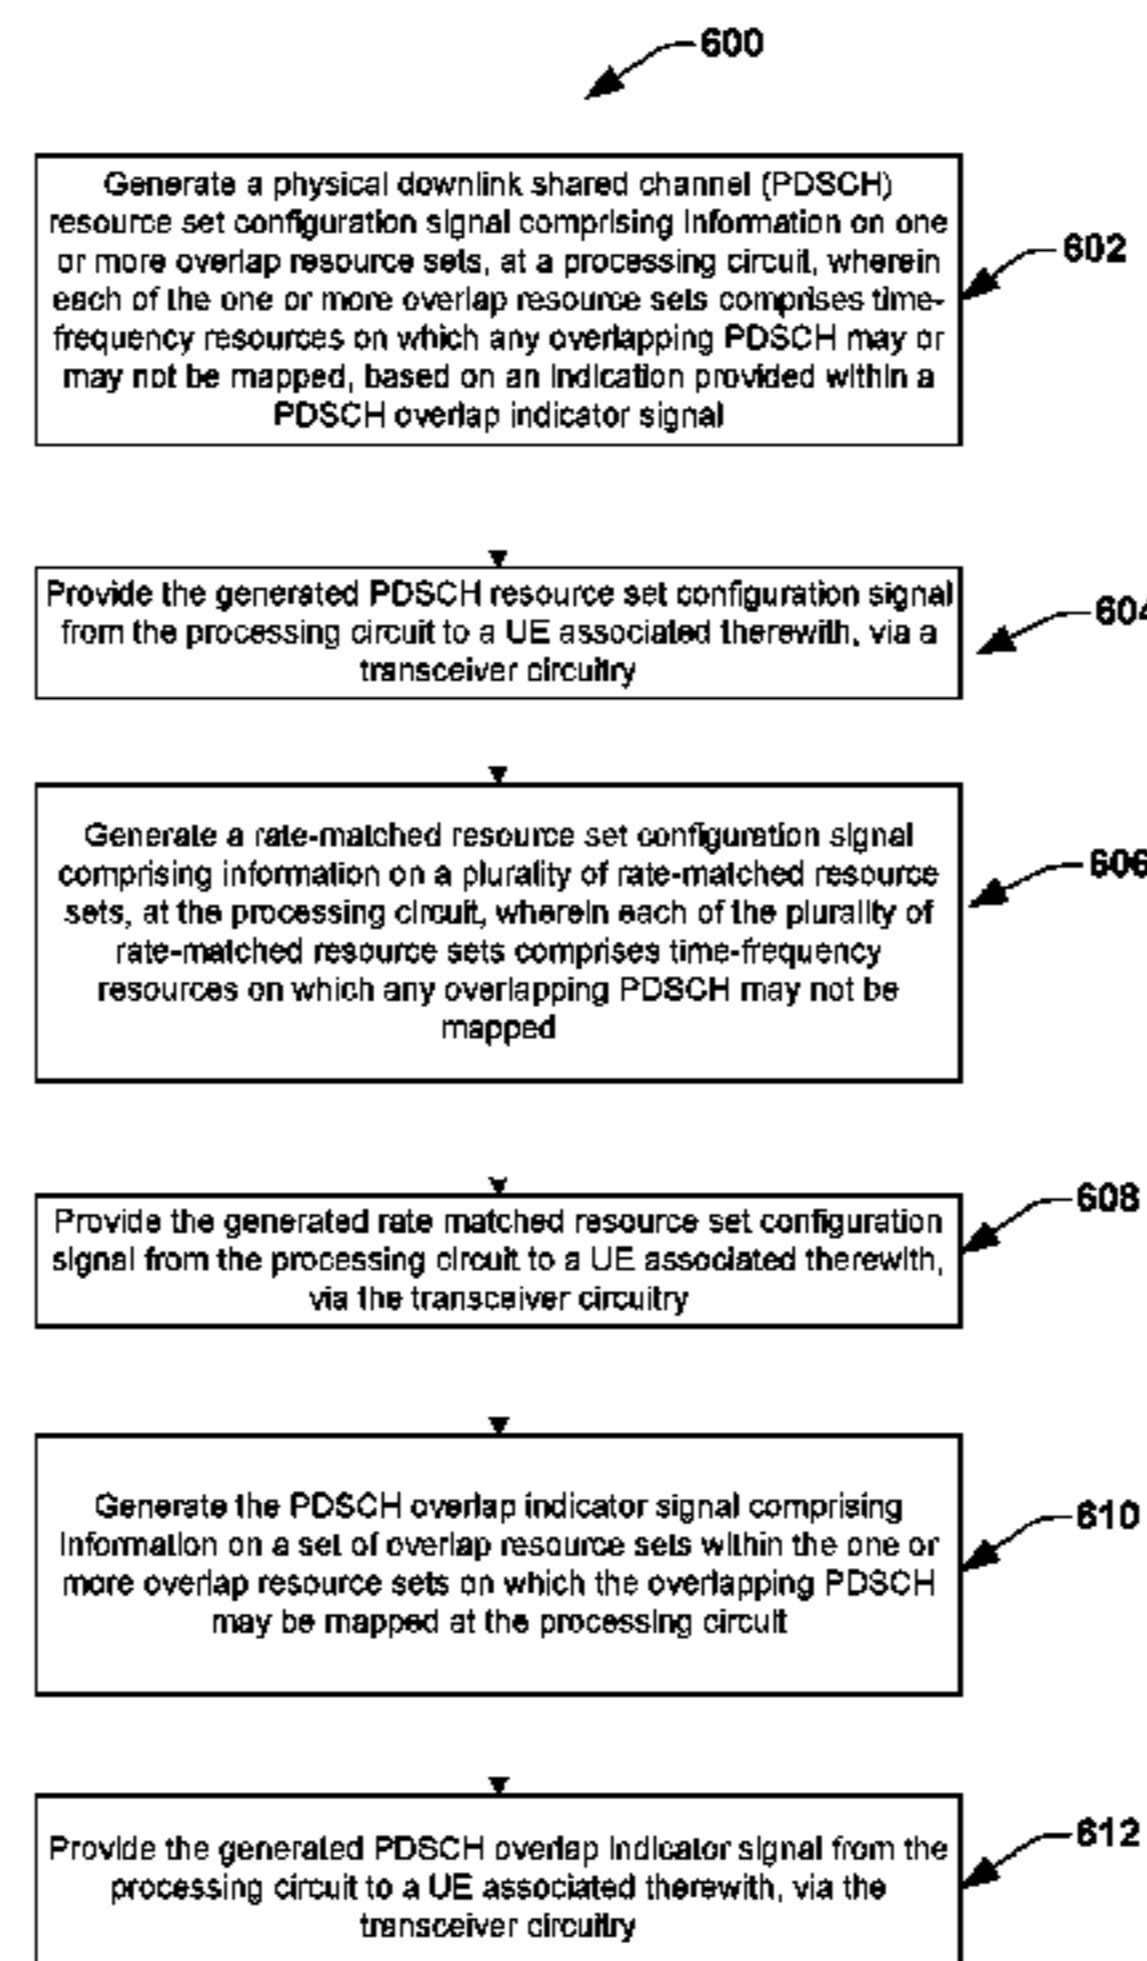 600
Generate a physical downlink shared channel (PDSCH)
resource set configuration signal comprising information on one
or more overlap resource sets, at a processing circuit, wherein
each of the one or more overlap resource sets comprises time-
frequency resources on which any overlapping PDSCH may or
may not be mapped, based on an indication provided within a
PDSCH overlap indicator signal
602
Provide the generated PDSCH resource set configuration signal
from the processing circuit to a UE associated therewith, via a
transceiver circuitry
604
Generate a rate-matched resource set configuration signal
comprising information on a plurality of rate-matched resource
sets, at the processing circuit, wherein each of the plurality of
rate-matched resource sets comprises time-frequency
resources on which any overlapping PDSCH may not be
mapped
606
Provide the generated rate matched resource set configuration
signal from the processing circuit to a UE associated therewith,
via the transceiver circuitry
608
Generate the PDSCH overlap indicator signal comprising
information on a set of overlap resource sets within the one or
more overlap resource sets on which the overlapping PDSCH
may be mapped at the processing circuit
610
Provide the generated PDSCH overlap indicator signal from the
processing circuit to a UE associated therewith, via the
transceiver circuitry
612